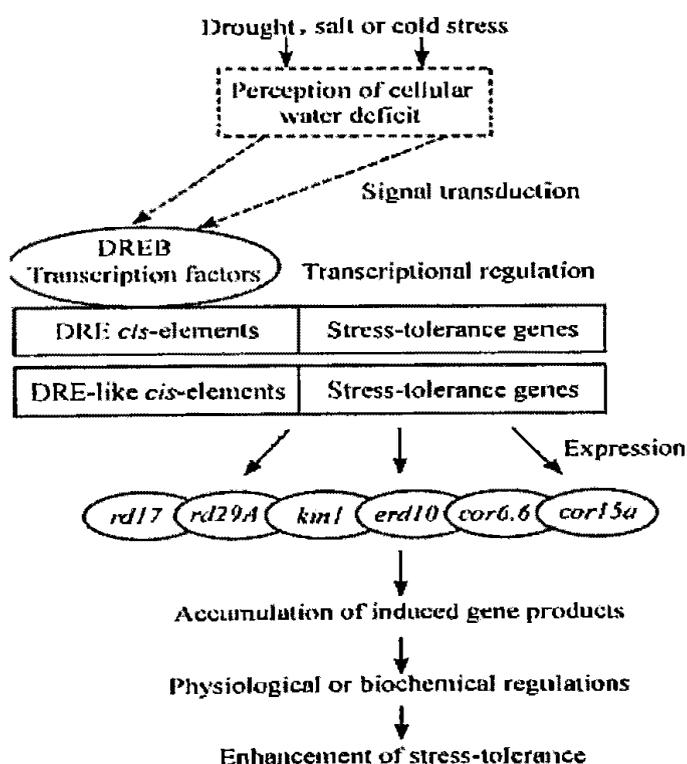 Drought, salt or cold stress
Perception of cellular
water deficit
Signal transduction
DREB
Transcription factors
Transcriptional regulation
DRE cis-elements
Stress-tolerance genes
DRE-like cis-elements
Stress-tolerance genes
Expression
rd17 rd29A kin1 erd10 cor6.6 cor15a
Accumulation of induced gene products
Physiological or biochemical regulations
Enhancement of stress-tolerance